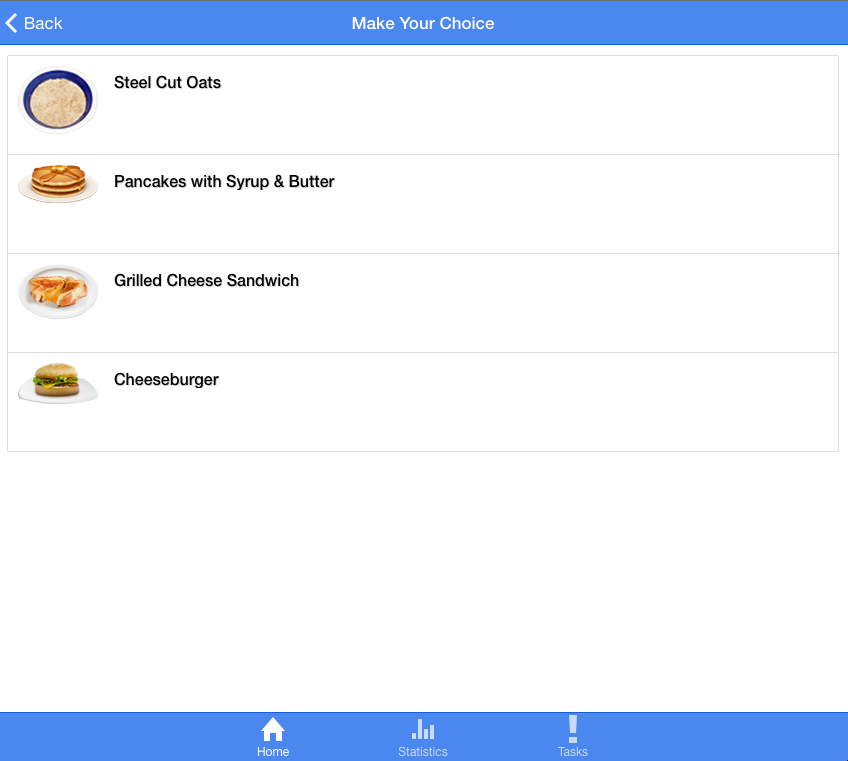 Back
Make Your Choice
Steel Cut Oats
Pancakes with Syrup & Butter
Grilled Cheese Sandwich
Cheeseburger
Home
Statistics
Tasks